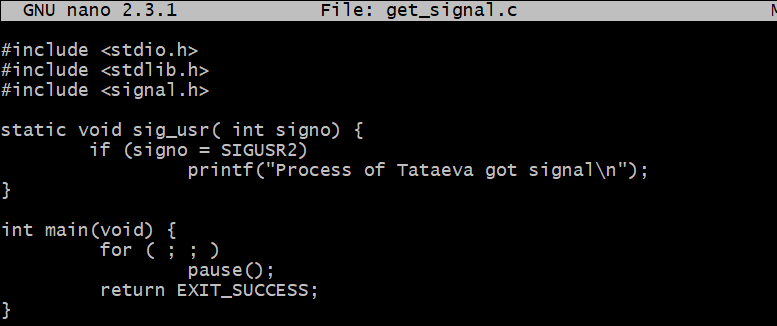 GNU nano 2.3.1 File: get_signal.c M
#include <stdio.h>
#include <stdlib.h>
#include <signal.h>
static void sig_usr( int signo) {
if (signo = SIGUSR2)
printf("Process of Tataeva got signal\n");
}
int main(void) {
for ( ; ; )
pause();
return EXIT_SUCCESS;
}